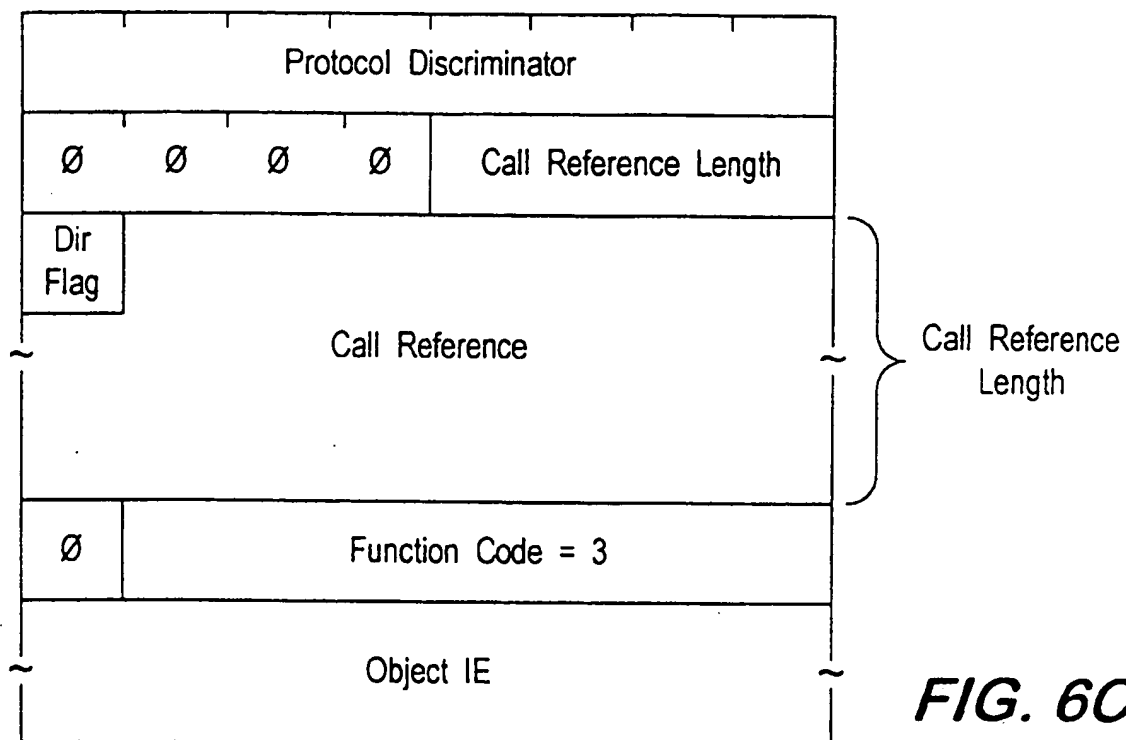 Protocol Discriminator
Ø Ø Ø Ø Call Reference Length
Dir
Flag
Call Reference
Call Reference
Length
Ø Function Code = 3
Object IE
FIG. 6C